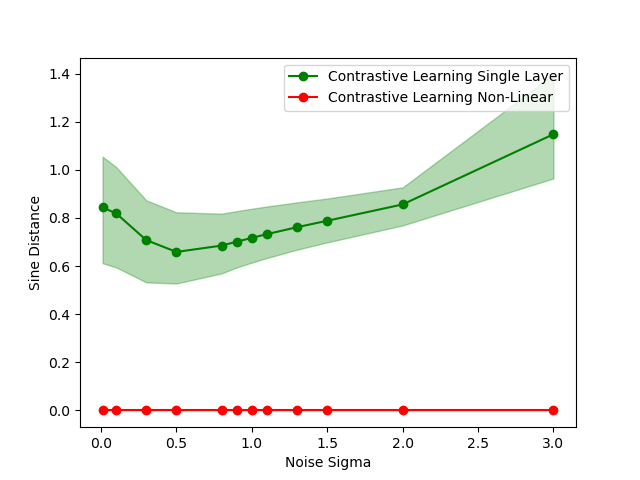 Contrastive Learning Single Layer
Contrastive Learning Non-Linear
1.4
1.2
1.0
0.8
0.6
0.4
0.2
0.0
Sine Distance
0.0 0.5 1.0 1.5 2.0 2.5 3.0
Noise Sigma